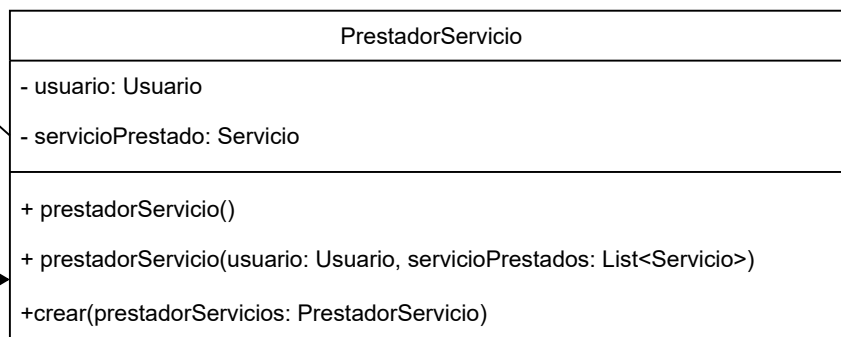 PrestadorServicio
- usuario: Usuario
- servicioPrestado: Servicio
+ prestadorServicio()
+ prestadorServicio(usuario: Usuario, servicioPrestados: List<Servicio>)
+crear(prestadorServicios: PrestadorServicio)